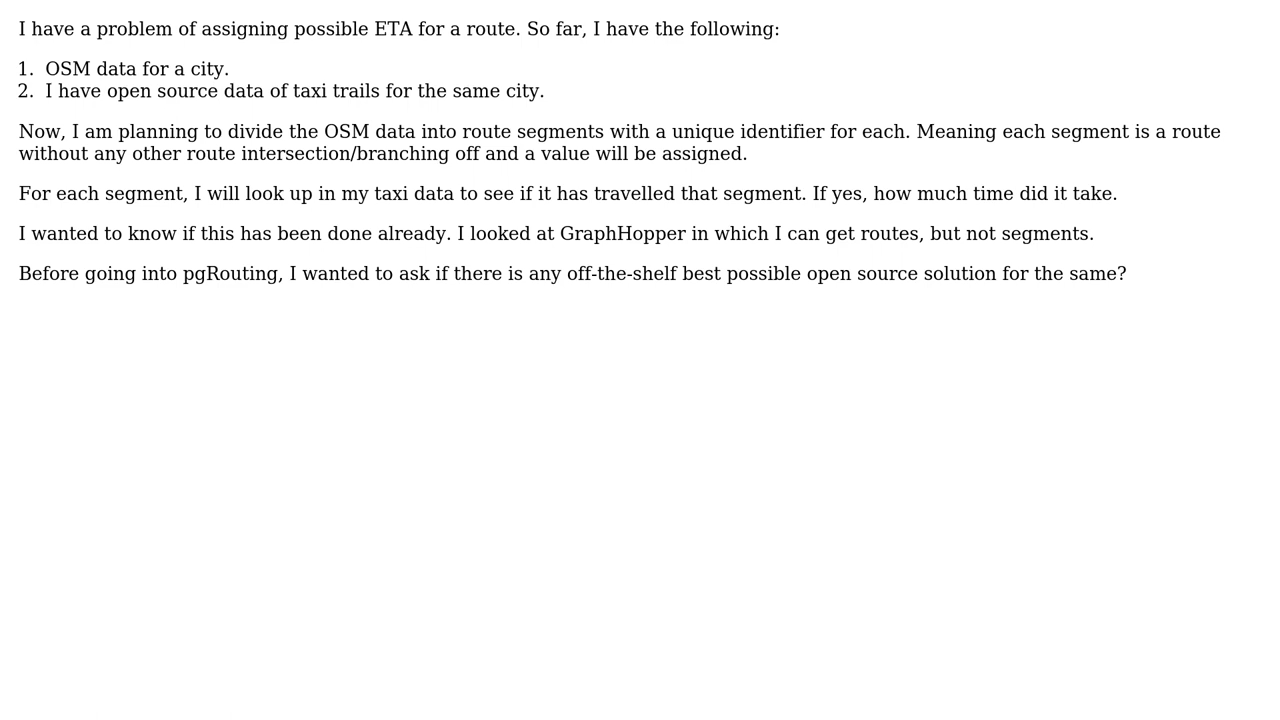 I have a problem of assigning possible ETA for a route. So far, I have the following:
1. OSM data for a city.
2. I have open source data of taxi trails for the same city.
Now, I am planning to divide the OSM data into route segments with a unique identifier for each. Meaning each segment is a route
without any other route intersection/branching off and a value will be assigned.
For each segment, I will look up in my taxi data to see if it has travelled that segment. If yes, how much time did it take.
I wanted to know if this has been done already. I looked at GraphHopper in which I can get routes, but not segments.
Before going into pgRouting, I wanted to ask if there is any off-the-shelf best possible open source solution for the same?